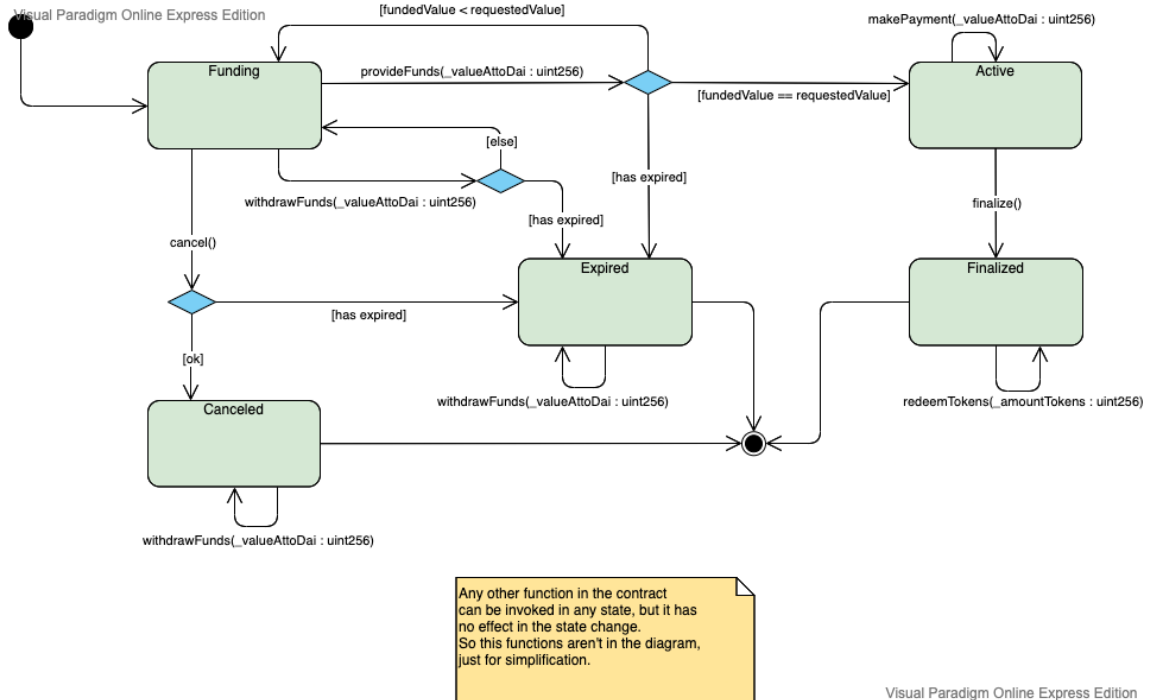 Visual Paradigm Online Express Edition
[fundedValue < requestedValue]
makePayment(_valueAttoDai : uint256)
Funding
provideFunds(_valueAttoDai : uint256)
Active
[fundedValue == requestedValue]
[else]
[has expired]
withdrawFunds(_valueAttoDai : uint256)
finalize()
[has expired]
cancel()
Expired
Finalized
[has expired]
[ok]
withdrawFunds(_valueAttoDai : uint256)
redeemTokens(_amountTokens : uint256)
Canceled
withdrawFunds(_valueAttoDai : uint256)
Any other function in the contract
can be invoked in any state, but it has
no effect in the state change.
So this functions aren't in the diagram,
just for simplification.
Visual Paradigm Online Express Edition